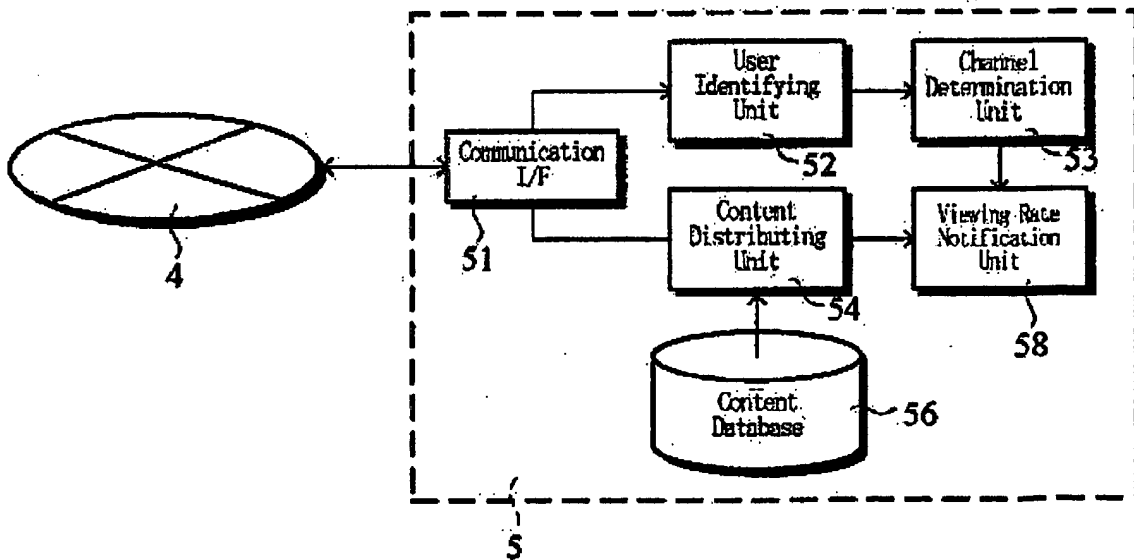 User
Identifying
Unit
52
Channel
Determination
Unit
53
Communication
I/F
51
4
Content
Distributing
Unit
54
Viewing Rate
Notification
Unit
58
Content
Database
56
5